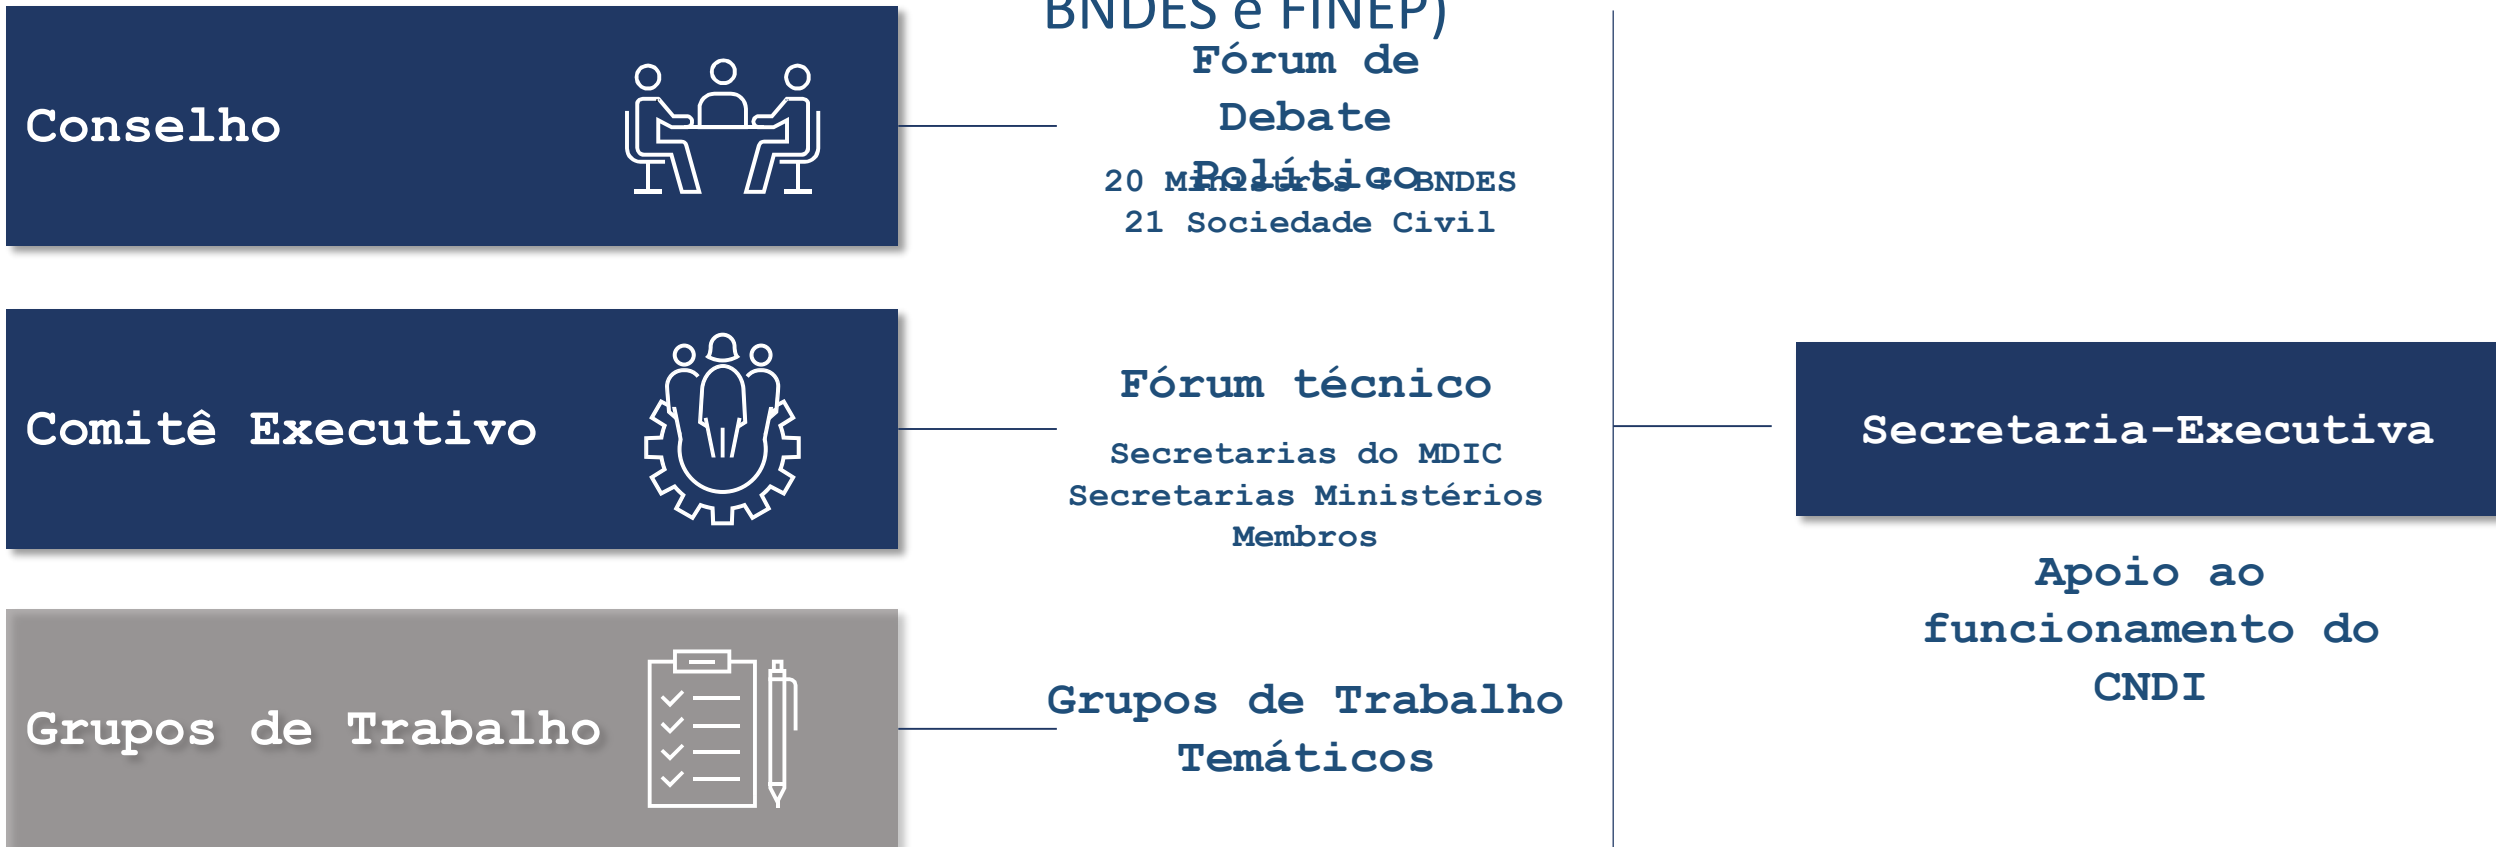 BNDES e FINEP)
Conselho
Fórum de
Debate
Político
20 Ministros + BNDES
21 Sociedade Civil
Comitê Executivo
Fórum técnico
Secretarias do MDIC
Secretarias Ministérios
Membros
Secretaria-Executiva
Apoio ao
funcionamento do
CNDI
Grupos de Trabalho
Grupos de Trabalho
Temáticos